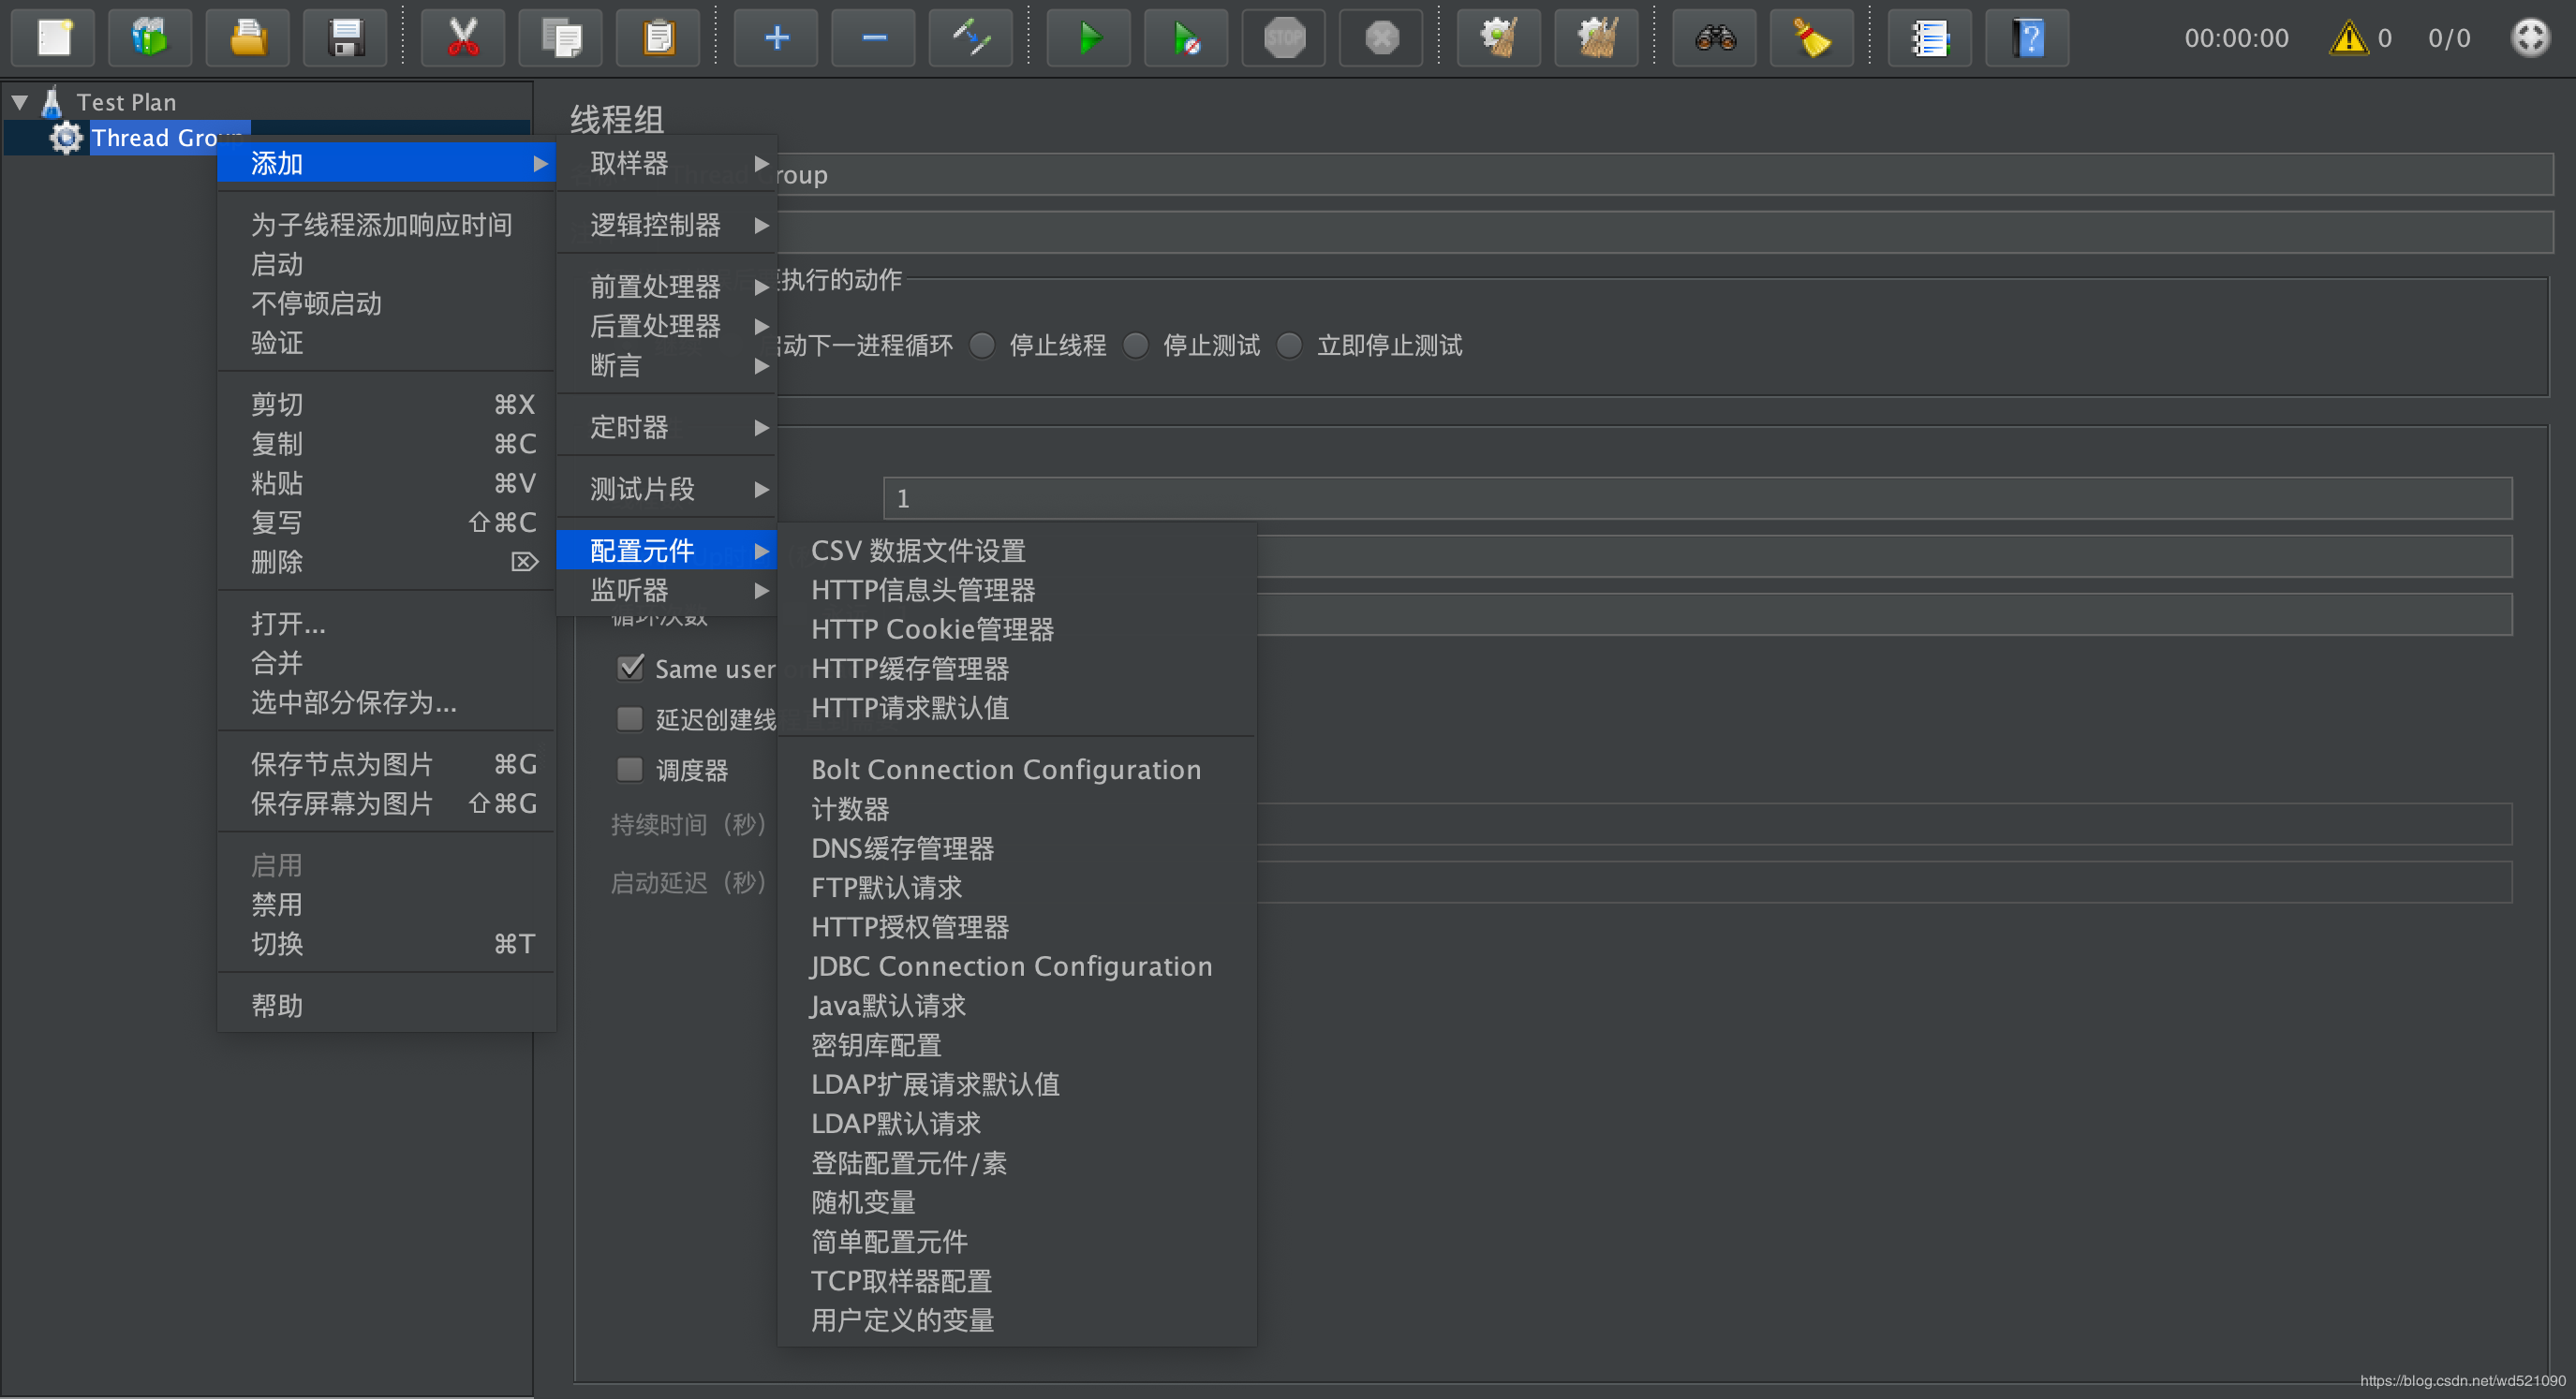 STOP
00:00:00
0
0/0
Test Plan
Thread Group
线程组
Thread Group
要执行的动作
启动下一进程循环
停止线程
停止测试
立即停止测试
1
循环次数
Same user on
延迟创建线
调度器
持续时间（秒）
启动延迟（秒）
添加
为子线程添加响应时间
启动
不停顿启动
验证
剪切 ⌘X
复制 ⌘C
粘贴 ⌘V
复写 ⇧⌘C
删除 ⌦
打开...
合并
选中部分保存为...
保存节点为图片 ⌘G
保存屏幕为图片 ⇧⌘G
启用
禁用
切换 ⌘T
帮助
取样器
逻辑控制器
前置处理器
后置处理器
断言
定时器
测试片段
配置元件
监听器
CSV 数据文件设置
HTTP信息头管理器
HTTP Cookie管理器
HTTP缓存管理器
HTTP请求默认值
Bolt Connection Configuration
计数器
DNS缓存管理器
FTP默认请求
HTTP授权管理器
JDBC Connection Configuration
Java默认请求
密钥库配置
LDAP扩展请求默认值
LDAP默认请求
登陆配置元件/素
随机变量
简单配置元件
TCP取样器配置
用户定义的变量
https://blog.csdn.net/wd521090